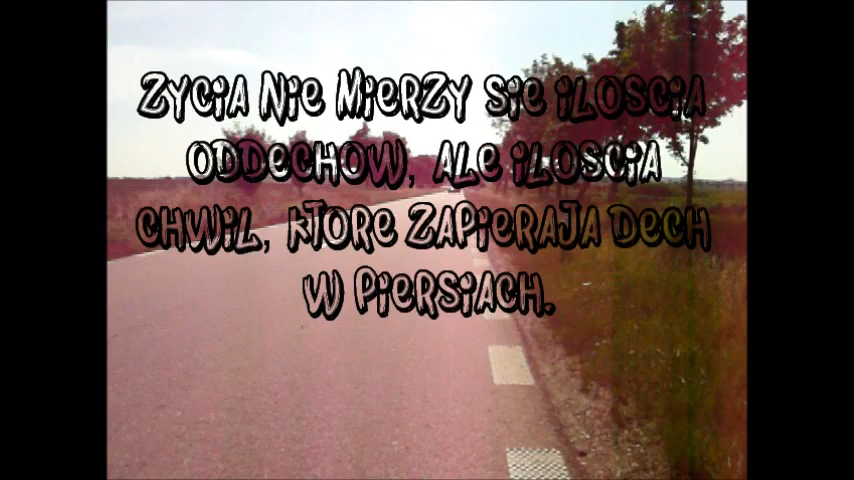 ZYCIA NIE MIERZY SIE ILOSCIA
ODDECHOW, ALE ILOSCIA
CHWIL, KTORE ZAPIERAJA DECH
W PIERSIACH.